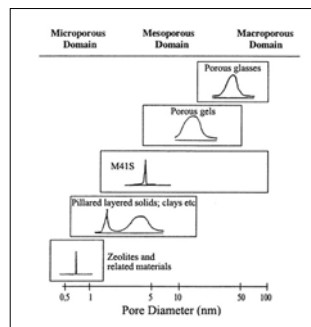 Microporous Mesoporous Macroporous
Domain Domain Domain
Porous glasses
Porous gels
M41S
Pillared layered solids; clays etc
Zeolites and
related materials
0,5 1 5 10 50 100
Pore Diameter (nm)